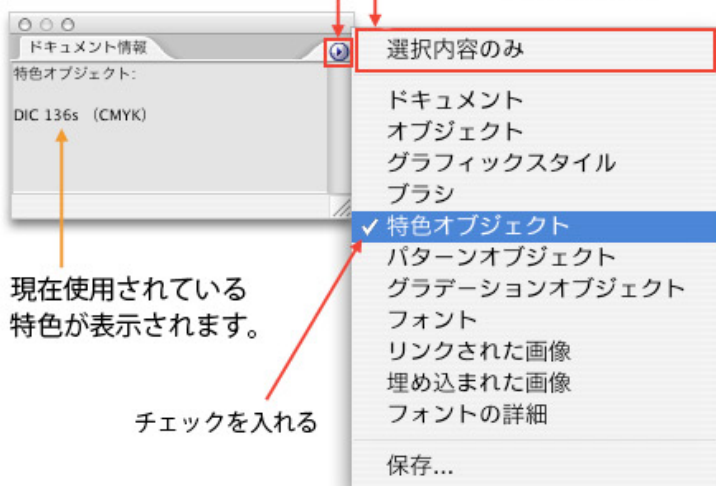 ドキュメント情報
特色オブジェクト:
DIC 136s (CMYK)
現在使用されている
特色が表示されます。
チェックを入れる
選択内容のみ
ドキュメント
オブジェクト
グラフィックスタイル
ブラシ
✓ 特色オブジェクト
パターンオブジェクト
グラデーションオブジェクト
フォント
リンクされた画像
埋め込まれた画像
フォントの詳細
保存...